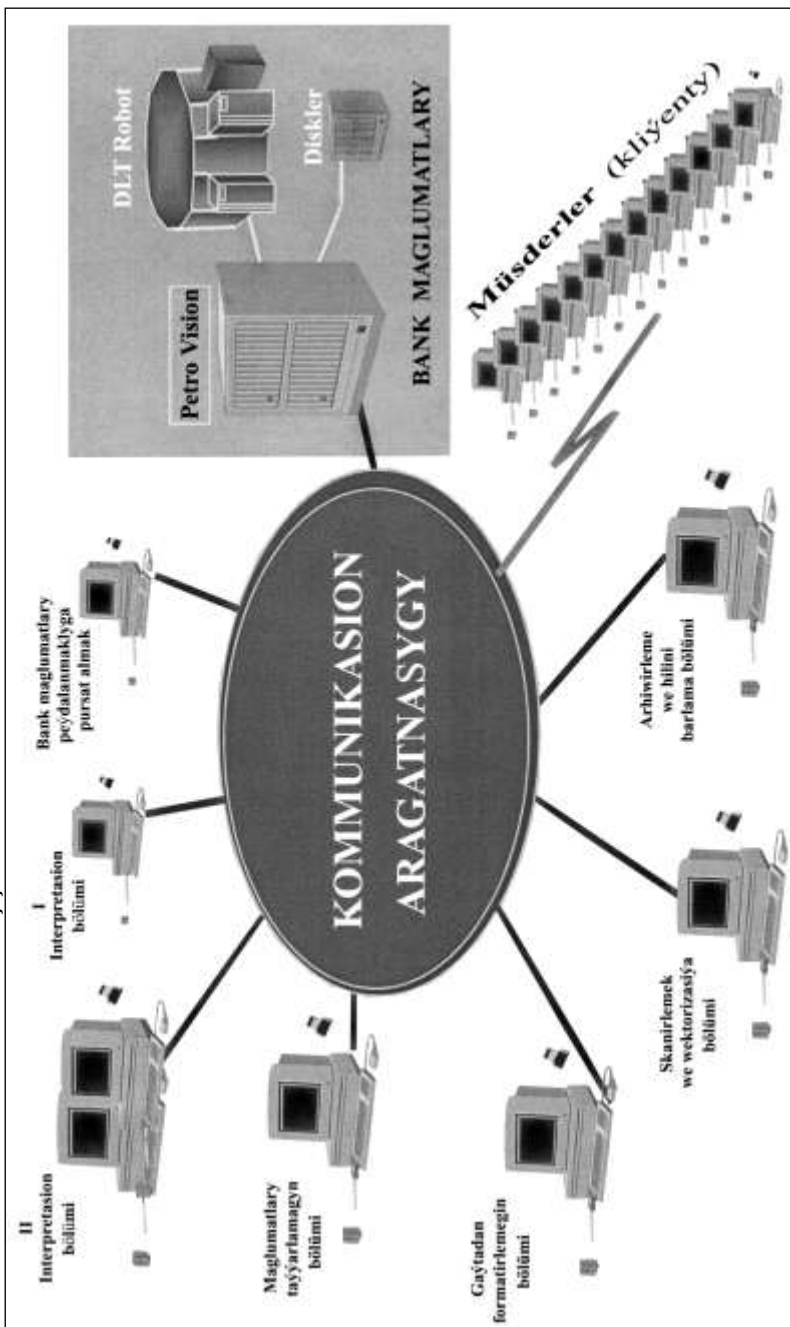 II
Interpretasion
bölümi
I
Interpretasion
bölümi
Bank maglumatlary
peýdalanmaklyga
pursat almak
Petro Vision
DLT Robot
Diskler
BANK MAGLUMATLARY
Maglumatlary
taýýarlamagyn
bölümi
KOMMUNIKASION
ARAGATNASYGY
Müsderler (kliýenty)
Gaýtadan
formatirlemegin
bölümi
Skanirlemek
we wektorizasiýa
bölümi
Arhiwirleme
we hilini
barlama bölümi